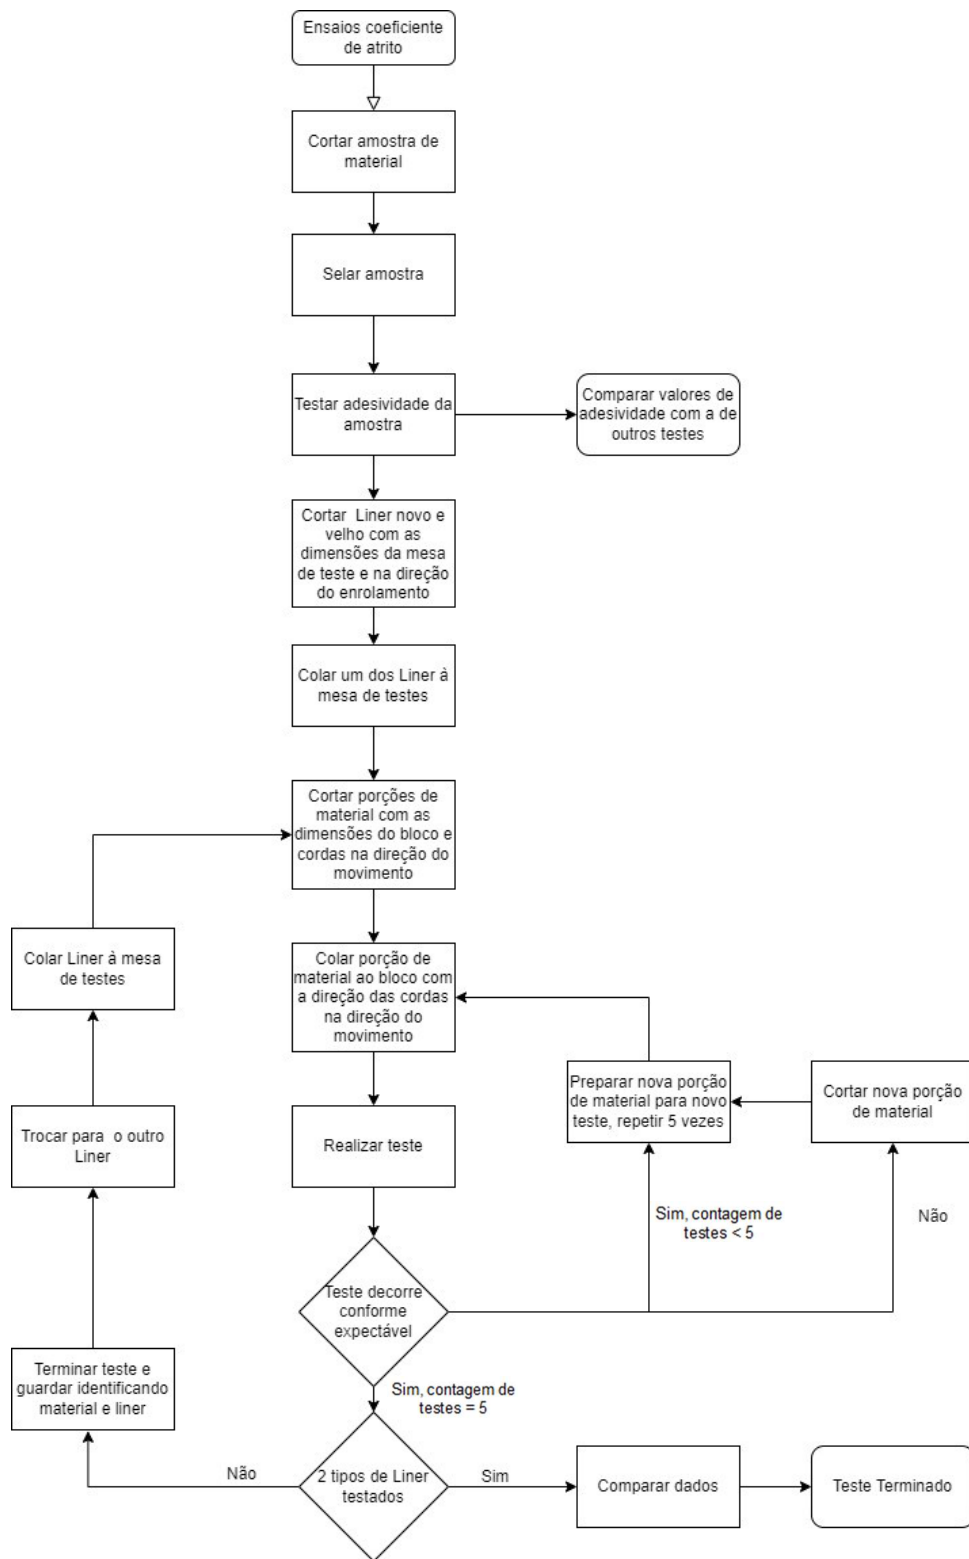 Ensaios coeficiente
de atrito
Cortar amostra de
material
Selar amostra
Testar adesividade da
amostra
Comparar valores de
adesividade com a de
outros testes
Cortar Liner novo e
velho com as
dimensões da mesa
de teste e na direção
do enrolamento
Colar um dos Liner à
mesa de testes
Cortar porções de
material com as
dimensões do bloco e
cordas na direção do
movimento
Colar Liner à mesa
de testes
Colar porção de
material ao bloco com
a direção das cordas
na direção do
movimento
Preparar nova porção
de material para novo
teste, repetir 5 vezes
Cortar nova porção
de material
Trocar para o outro
Liner
Realizar teste
Sim, contagem de
testes < 5
Não
Teste decorre
conforme
expectável
Terminar teste e
guardar identificando
material e liner
Sim, contagem de
testes = 5
Não
2 tipos de Liner
testados
Sim
Comparar dados
Teste Terminado